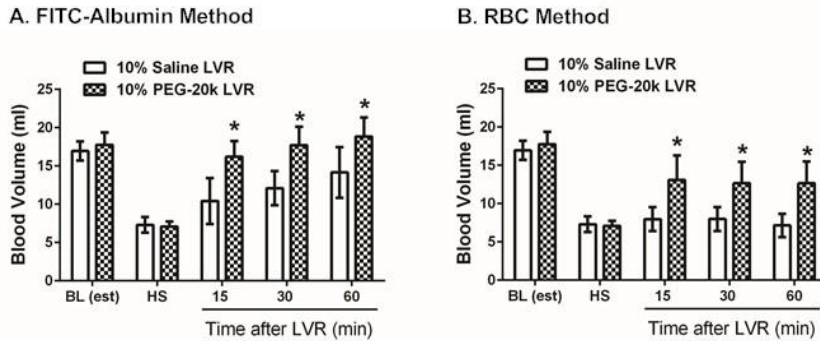 A. FITC-Albumin Method
10% Saline LVR
10% PEG-20k LVR
Blood Volume (ml)
25
20
15
10
5
0
* * *
BL (est) HS 15 30 60
Time after LVR (min)
B. RBC Method
10% Saline LVR
10% PEG-20k LVR
Blood Volume (ml)
25
20
15
10
5
0
* * *
BL (est) HS 15 30 60
Time after LVR (min)